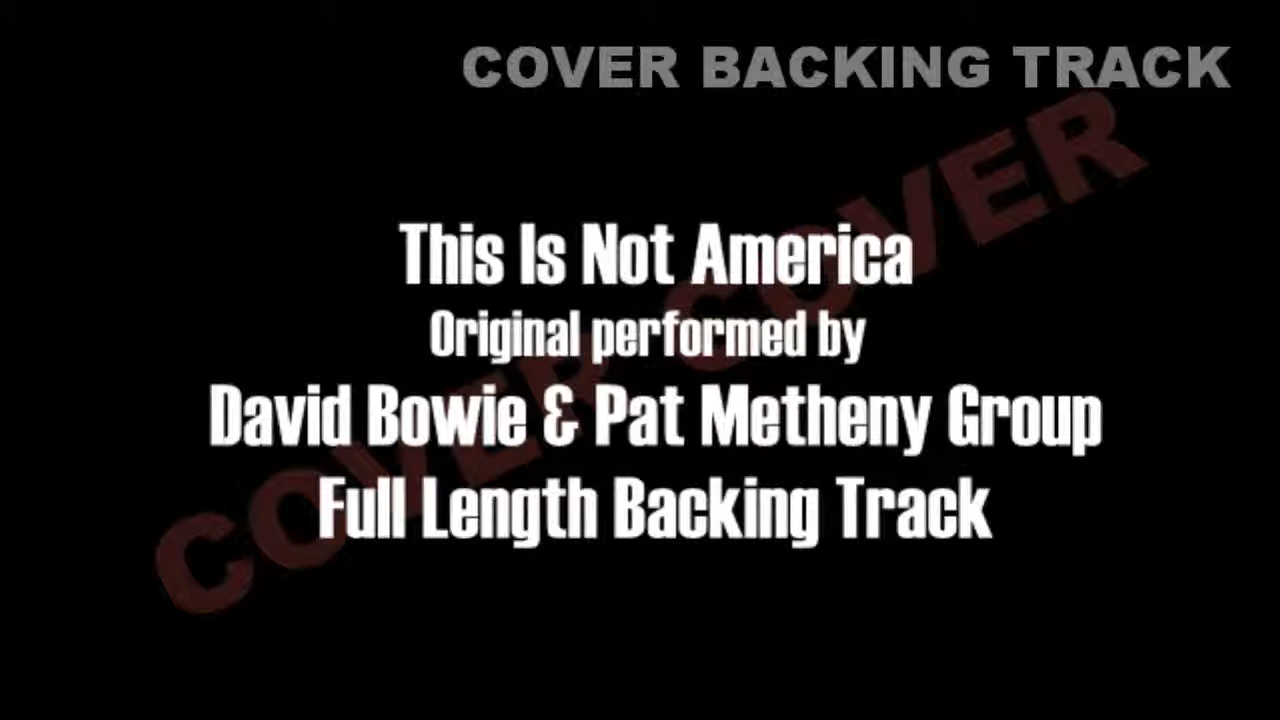 COVER BACKING TRACK
This Is Not America
Original performed by
David Bowie & Pat Metheny Group
Full Length Backing Track
COVER COVER